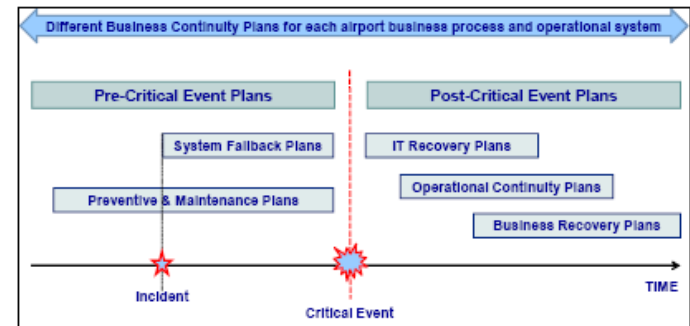 Different Business Continuity Plans for each airport business process and operational system
Pre-Critical Event Plans
Post-Critical Event Plans
System Fallback Plans
IT Recovery Plans
Operational Continuity Plans
Preventive & Maintenance Plans
Business Recovery Plans
TIME
Incident
Critical Event